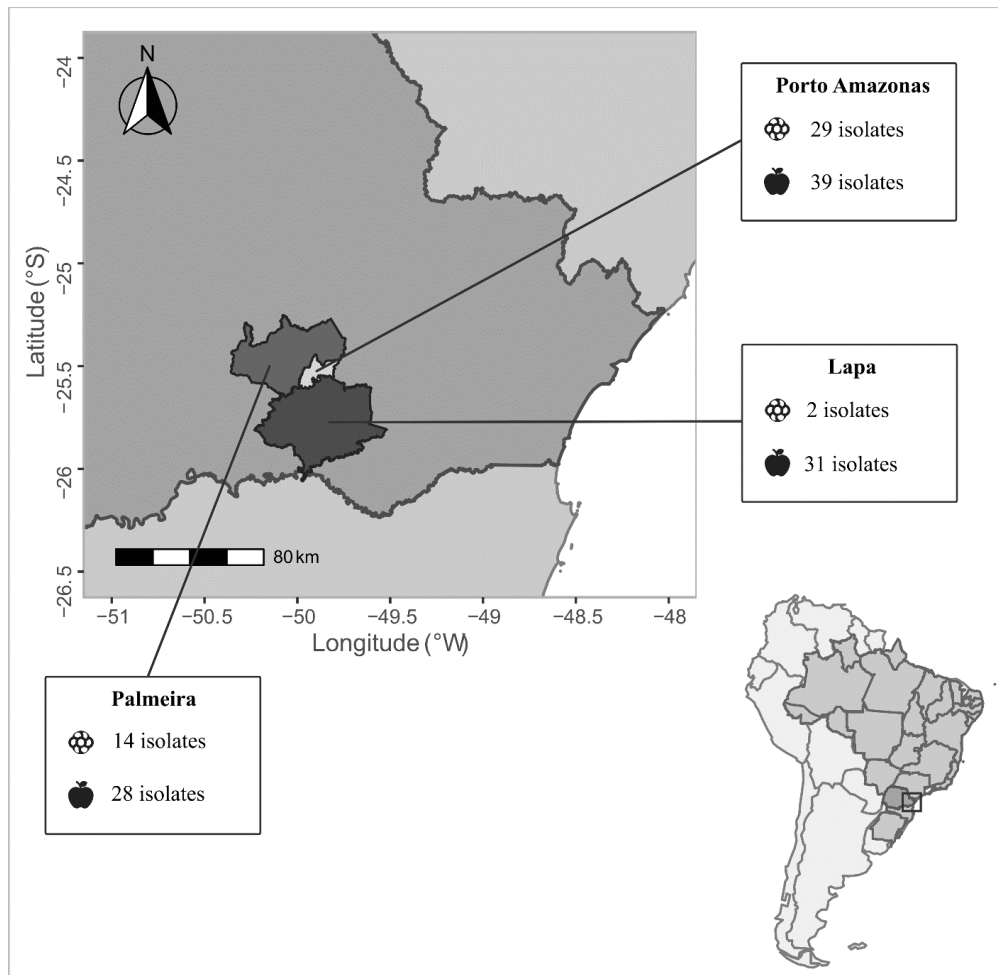 N
Latitude (°S)
−24
−24.5
−25
−25.5
−26
−26.5
80 km
−51
−50.5
−50
−49.5
−49
−48.5
−48
Longitude (°W)
Porto Amazonas
29 isolates
39 isolates
Lapa
2 isolates
31 isolates
Palmeira
14 isolates
28 isolates